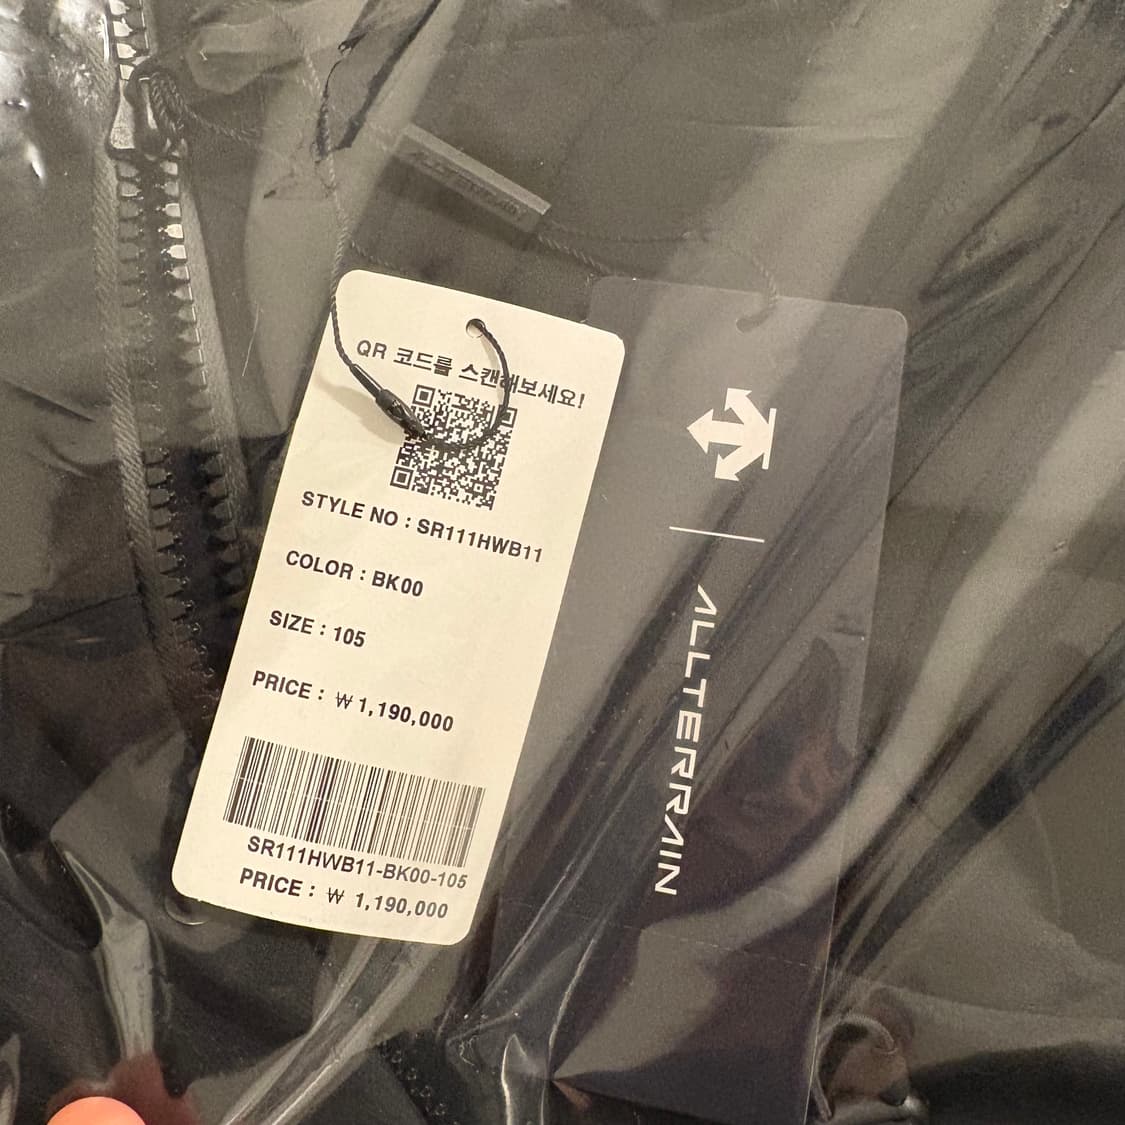 ALLTERRAIN
QR 코드를 스캔해보세요!
STYLE NO : SR111HWB11
COLOR : BK00
SIZE : 105
PRICE : ₩ 1,190,000
SR111HWB11-BK00-105
PRICE : ₩ 1,190,000
ALLTERRAIN